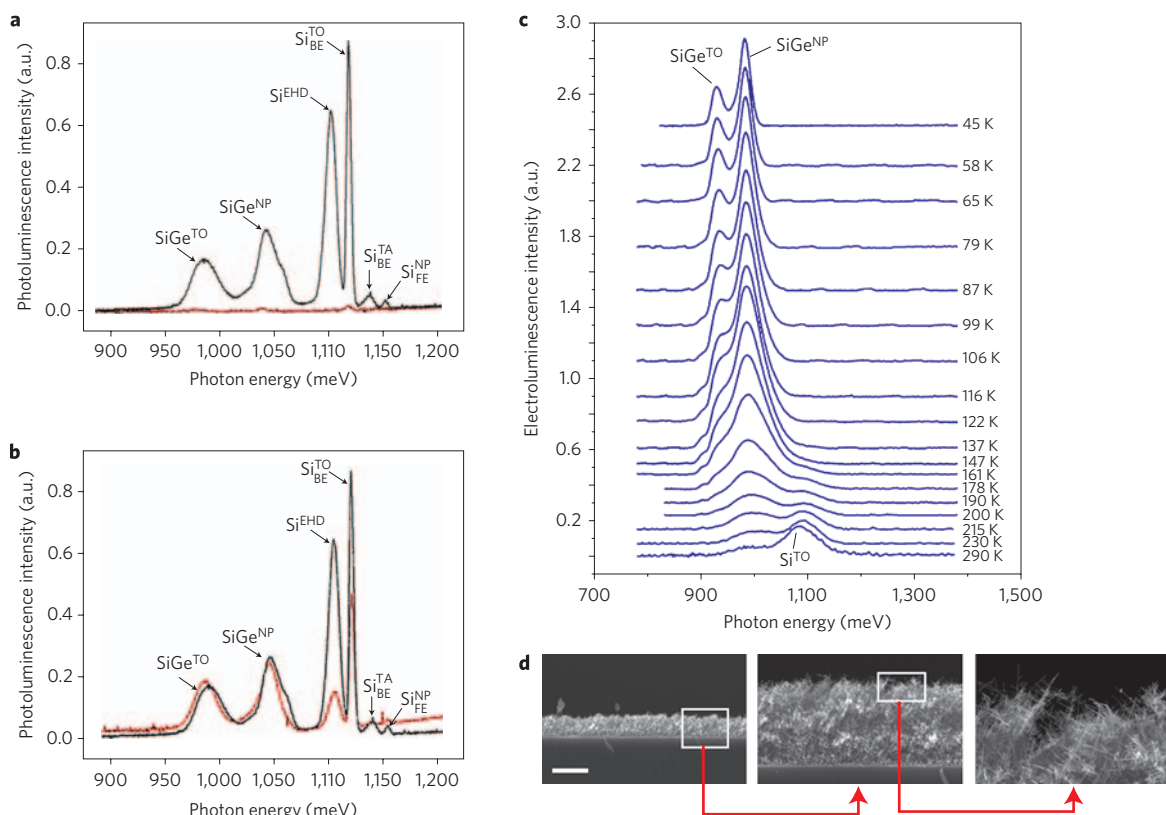 a
Photoluminescence intensity (a.u.)
0.8
0.6
0.4
0.2
0.0
Si^TO_BE
Si^EHD
SiGe^NP
SiGe^TO
Si^TA_BE
Si^NP_FE
900 950 1,000 1,050 1,110 1,150 1,200
Photon energy (meV)
b
Photoluminescence intensity (a.u.)
0.8
0.6
0.4
0.2
0.0
Si^TO_BE
Si^EHD
SiGe^NP
SiGe^TO
Si^TA_BE
Si^NP_FE
900 950 1,000 1,050 1,110 1,150 1,200
Photon energy (meV)
c
Electroluminescence intensity (a.u.)
3.0
2.6
2.2
1.8
1.4
1.0
0.6
0.2
SiGe^TO
SiGe^NP
45 K
58 K
65 K
79 K
87 K
99 K
106 K
116 K
122 K
137 K
147 K
161 K
178 K
190 K
200 K
215 K
230 K
290 K
Si^TO
700 900 1,100 1,300 1,500
Photon energy (meV)
d